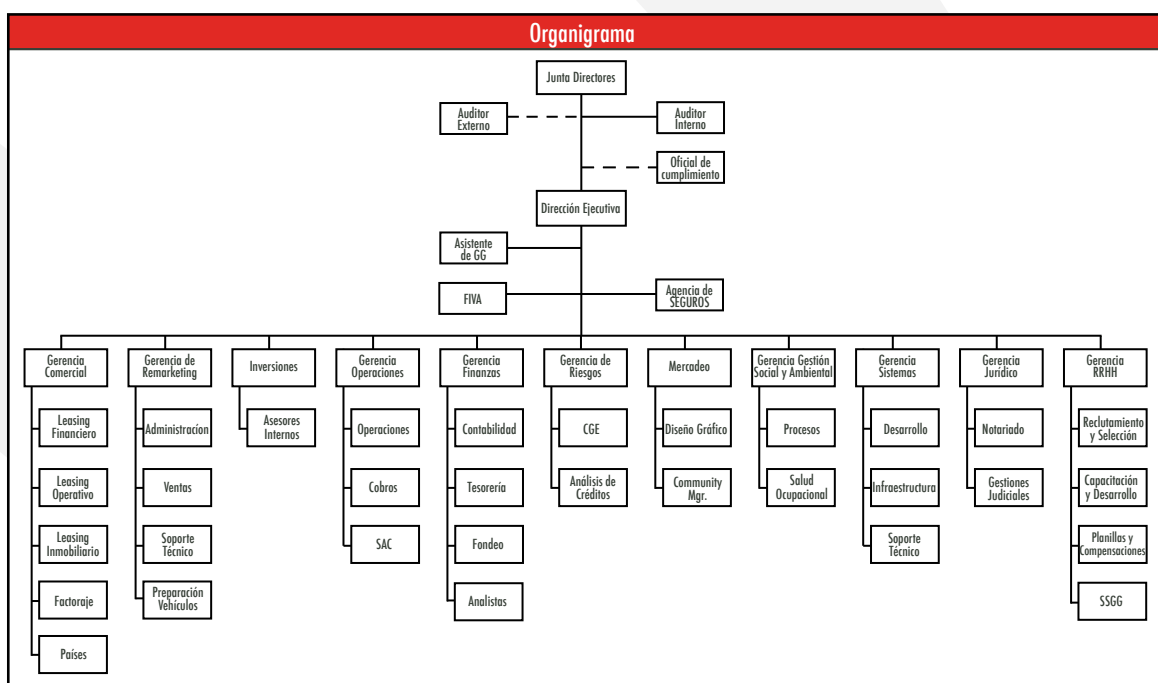 Organigrama
Junta Directores
Auditor
Externo
Auditor
Interno
Oficial de
cumplimiento
Dirección Ejecutiva
Asistente
de GG
FIVA
Agencia de
SEGUROS
Gerencia
Comercial
Gerencia de
Remarketing
Inversiones
Gerencia
Operaciones
Gerencia
Finanzas
Gerencia de
Riesgos
Mercadeo
Gerencia Gestión
Social y Ambiental
Gerencia
Sistemas
Gerencia
Jurídico
Gerencia
RRHH
Leasing
Financiero
Administracíon
Asesores
Internos
Operaciones
Contabilidad
CGE
Diseño Gráfico
Procesos
Desarrollo
Notariado
Reclutamiento
y Selección
Leasing
Operativo
Ventas
Cobros
Tesorería
Análisis de
Créditos
Community
Mgr.
Salud
Ocupacional
Infraestructura
Gestiones
Judiciales
Capacitación
y Desarrollo
Leasing
Inmobiliario
Soporte
Técnico
SAC
Fondeo
Soporte
Técnico
Planillas y
Compensaciones
Factoraje
Preparación
Vehículos
Analistas
SSGG
Países